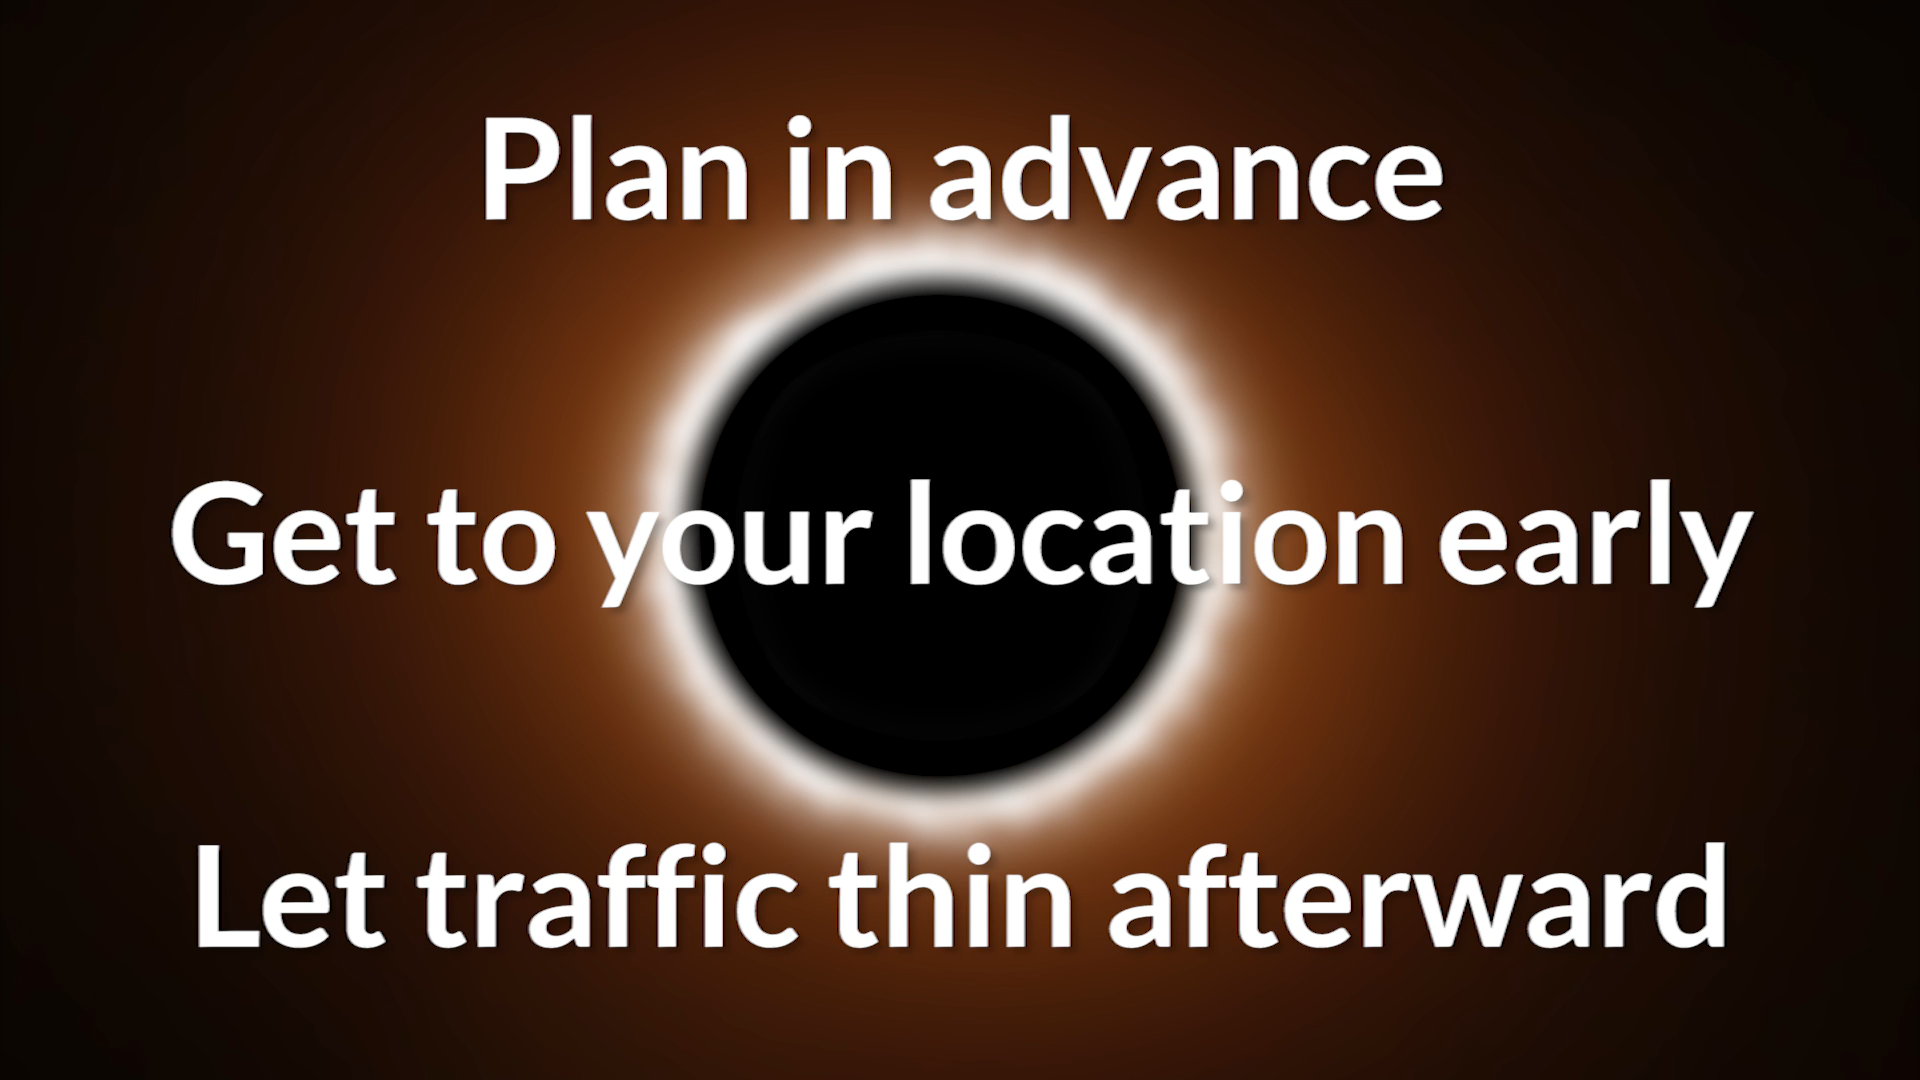 Plan in advance
Get to your location early
Let traffic thin afterward